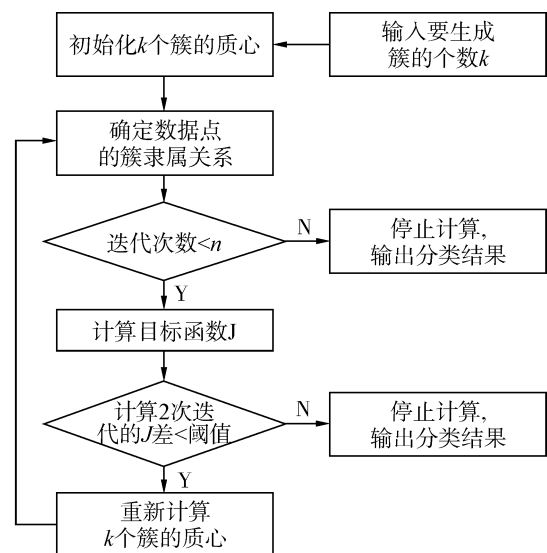 初始化k个簇的质心
输入要生成
簇的个数k
确定数据点
的簇隶属关系
迭代次数<n
N
停止计算,
输出分类结果
Y
计算目标函数J
计算2次迭
代的J差<阈值
N
停止计算,
输出分类结果
Y
重新计算
k个簇的质心